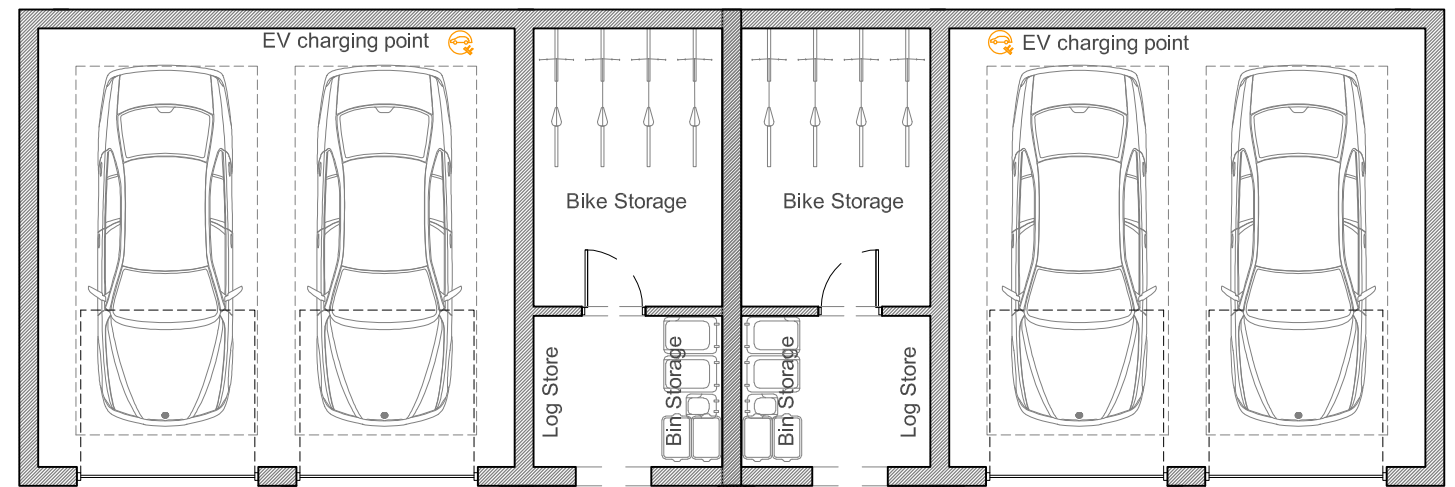 EV charging point
EV charging point
Bike Storage
Bike Storage
Log Store
Bin Storage
Bin Storage
Log Store